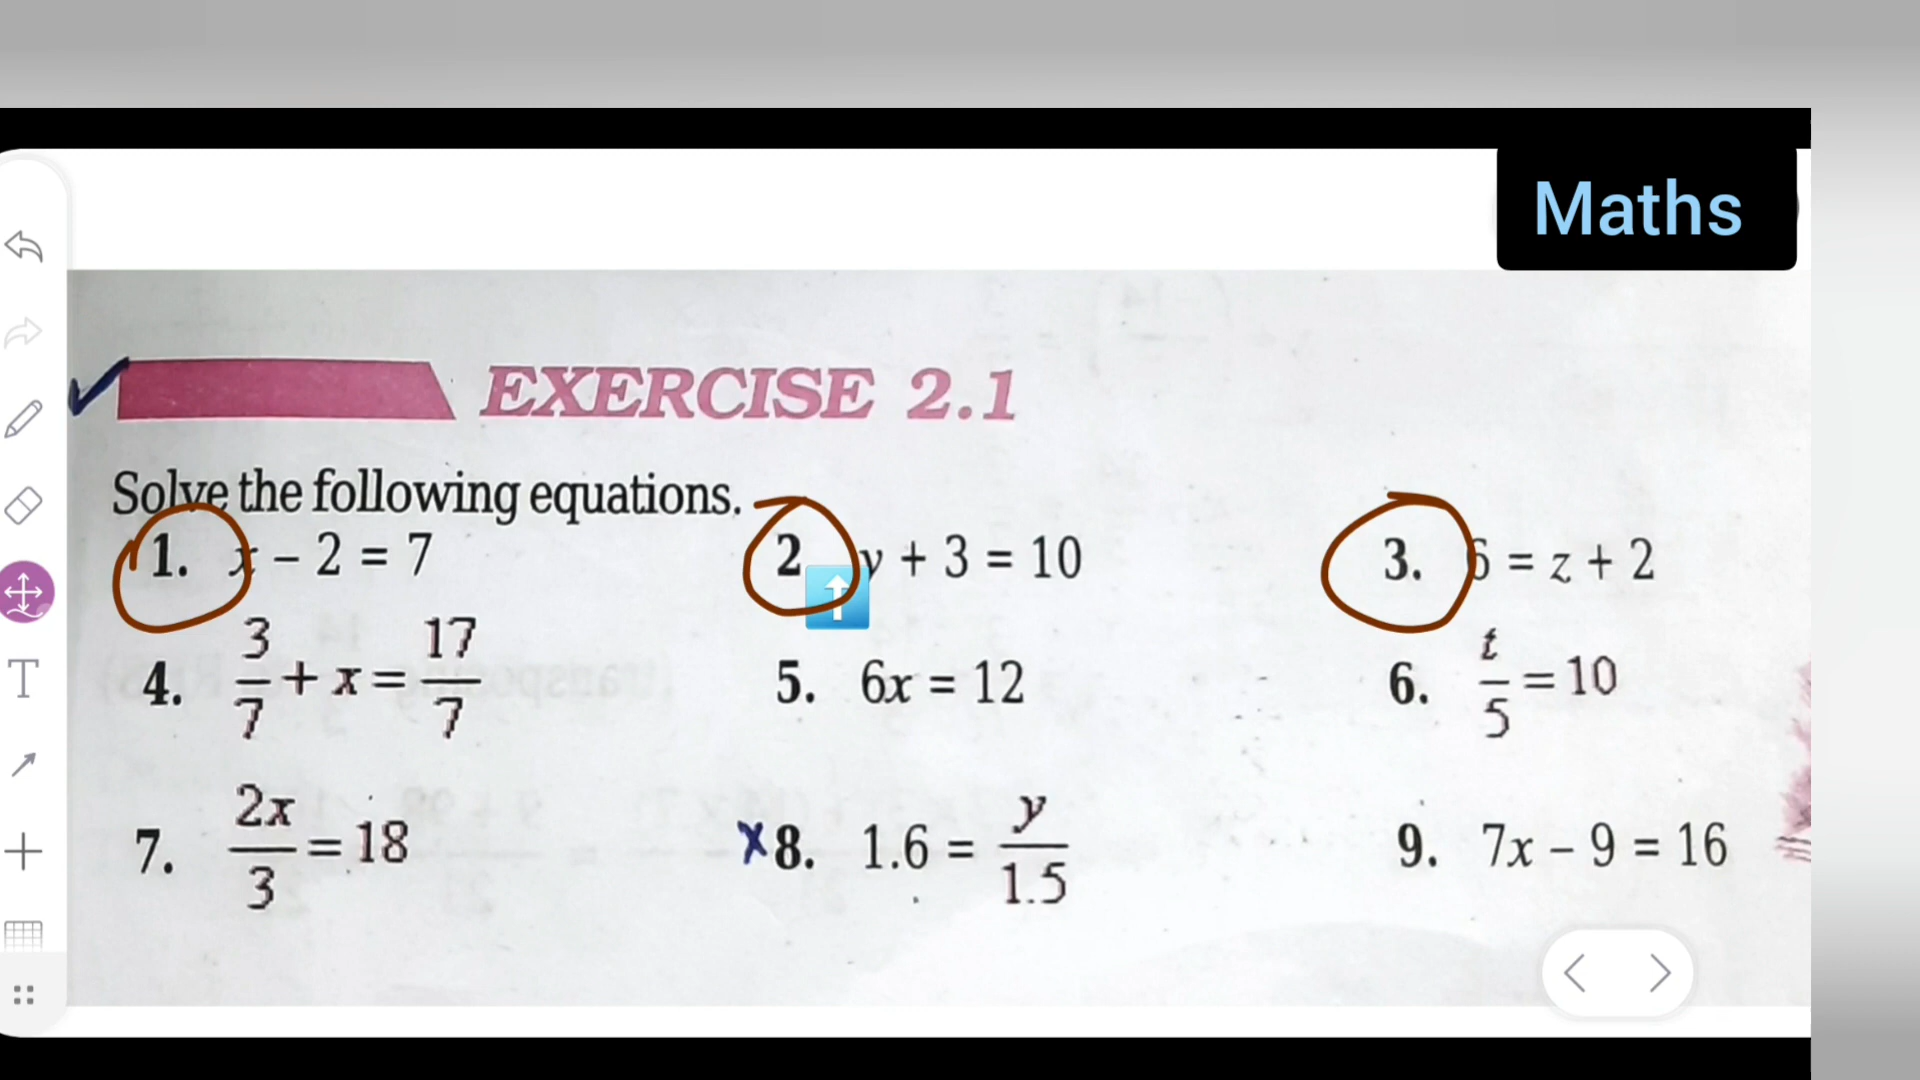 Maths
EXERCISE 2.1
Solve the following equations.
1. x – 2 = 7 2 y + 3 = 10 3. 6 = z + 2
4. 3/7 + x = 17/7 5. 6x = 12 6. t/5 = 10
7. 2x/3 = 18 x8. 1.6 = y/1.5 9. 7x – 9 = 16
T